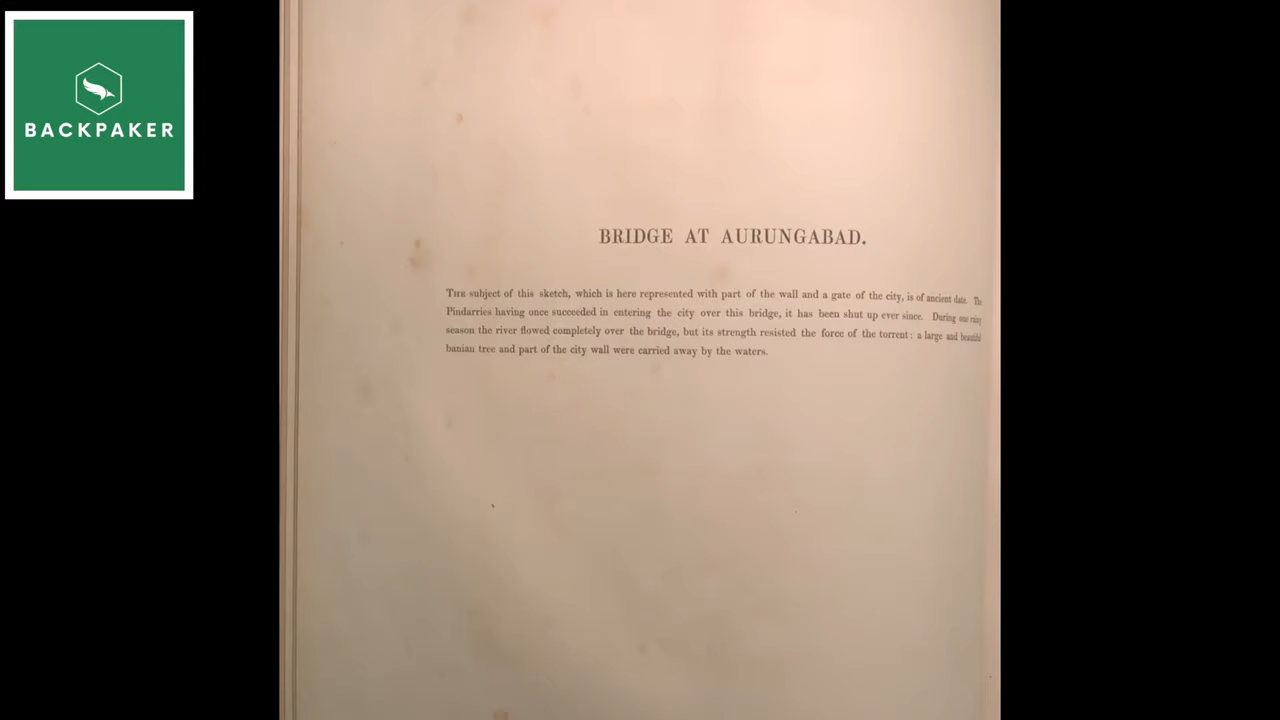 BACKPAKER
BRIDGE AT AURUNGABAD.
THE subject of this sketch, which is here represented with part of the wall and a gate of the city, is of ancient date. The
Pindarries having once succeeded in entering the city over this bridge, it has been shut up ever since. During one rainy
season the river flowed completely over the bridge, but its strength resisted the force of the torrent: a large and beautiful
banian tree and part of the city wall were carried away by the waters.